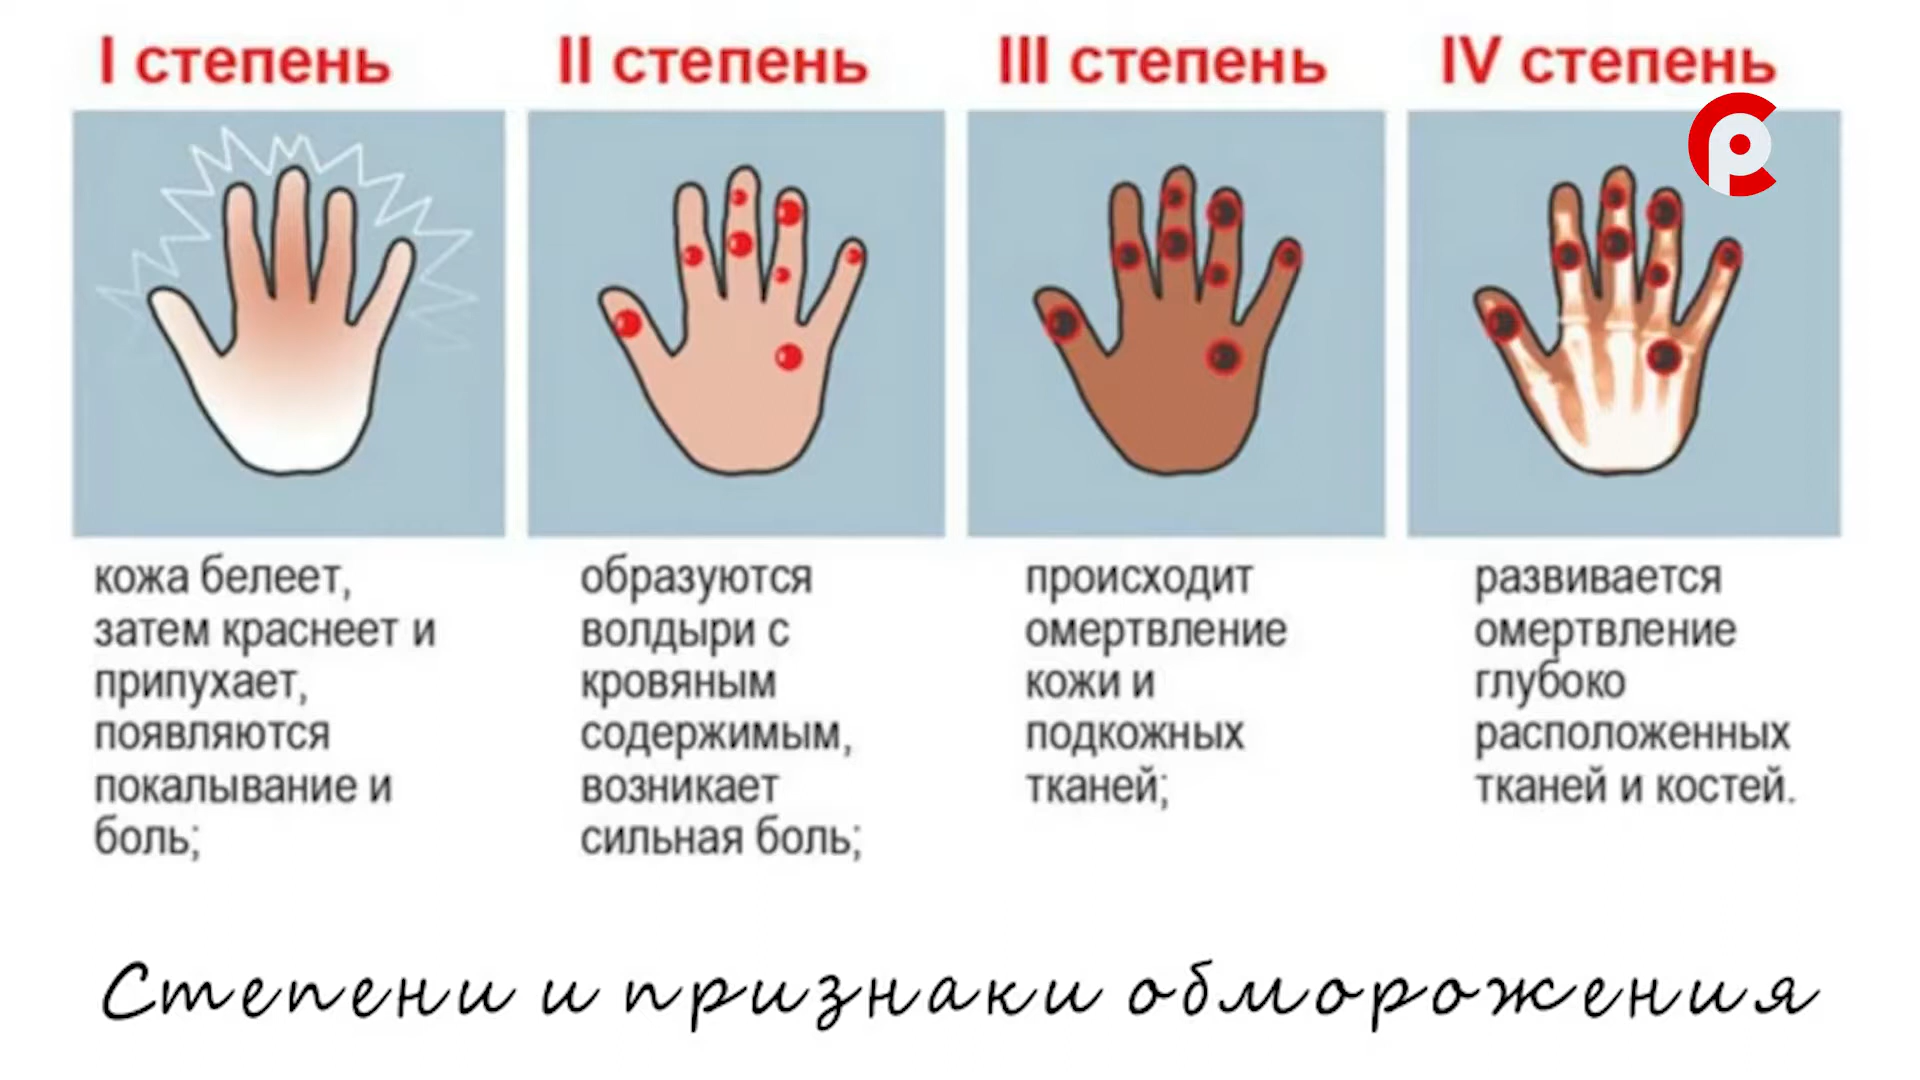 I степень
кожа белеет,
затем краснеет и
припухает,
появляются
покалывание и
боль;
II степень
образуются
волдыри с
кровяным
содержимым,
возникает
сильная боль;
III степень
происходит
омертвление
кожи и
подкожных
тканей;
IV степень
развивается
омертвление
глубоко
расположенных
тканей и костей.
Степени и признаки обморожения